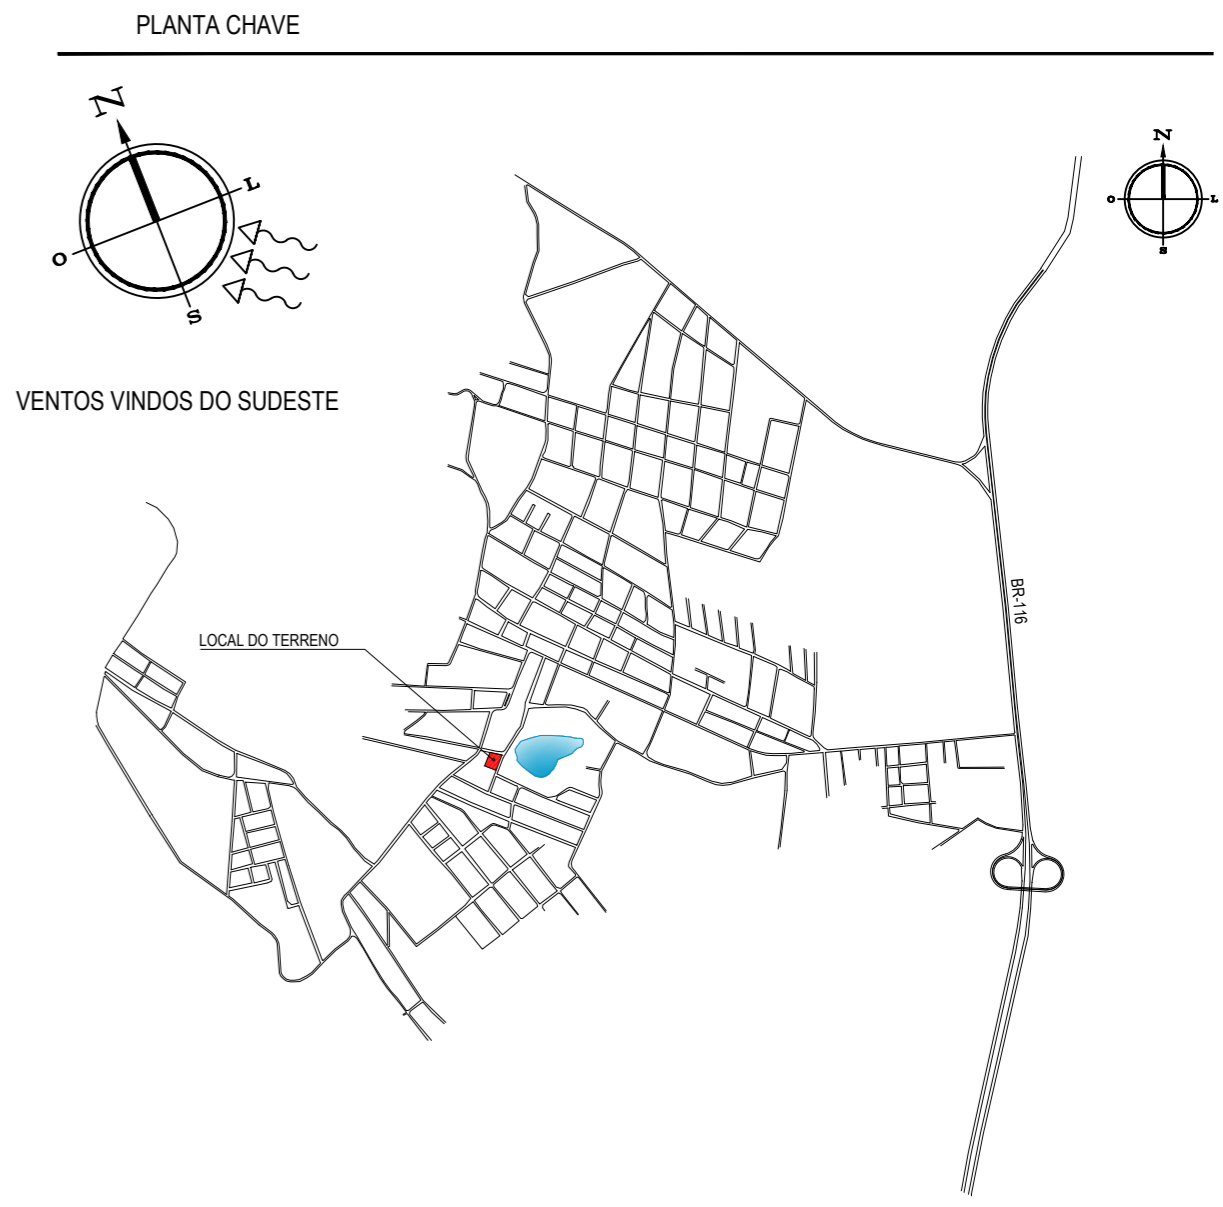 PLANTA CHAVE
N
L
O
S
N
O
L
S
VENTOS VINDOS DO SUDESTE
BR-116
LOCAL DO TERRENO